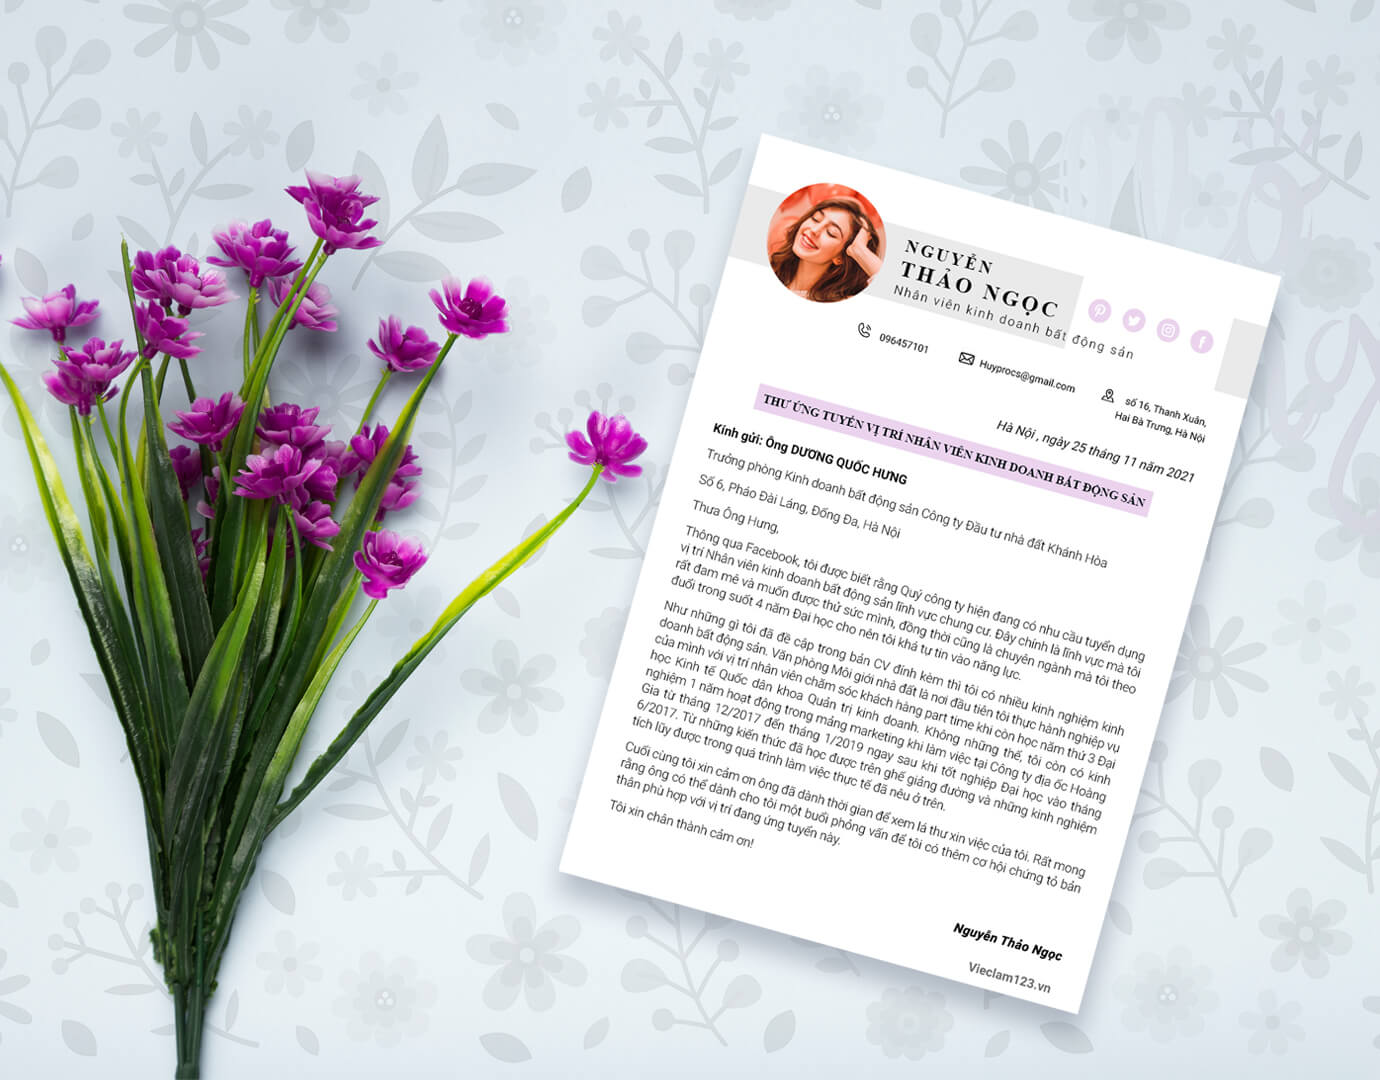 NGUYỄN
THẢO NGỌC
Nhân viên kinh doanh bất động sản
096457101
Huyprocs@gmail.com
số 16, Thanh Xuân,
Hai Bà Trưng, Hà Nội
Hà Nội , ngày 25 tháng 11 năm 2021
THƯ ỨNG TUYỂN VỊ TRÍ NHÂN VIÊN KINH DOANH BẤT ĐỘNG SẢN
Kính gửi: Ông DƯƠNG QUỐC HƯNG
Trưởng phòng Kinh doanh bất động sản Công ty Đầu tư nhà đất Khánh Hòa
Số 6, Pháo Đài Láng, Đống Đa, Hà Nội
Thưa Ông Hưng,
Thông qua Facebook, tôi được biết rằng Quý công ty hiện đang có nhu cầu tuyển dụng
vị trí Nhân viên kinh doanh bất động sản lĩnh vực chung cư. Đây chính là lĩnh vực mà tôi
rất đam mê và muốn được thử sức mình, đồng thời cũng là chuyên ngành mà tôi theo
đuổi trong suốt 4 năm Đại học cho nên tôi khá tự tin vào năng lực.
Như những gì tôi đã đề cập trong bản CV đính kèm thì tôi có nhiều kinh nghiệm kinh
doanh bất động sản. Văn phòng Môi giới nhà đất là nơi đầu tiên tôi thực hành nghiệp vụ
của mình với vị trí nhân viên chăm sóc khách hàng part time khi còn học năm thứ 3 Đại
học Kinh tế Quốc dân khoa Quản trị kinh doanh. Không những thế, tôi còn có kinh
nghiệm 1 năm hoạt động trong mảng marketing khi làm việc tại Công ty địa ốc Hoàng
Gia từ tháng 12/2017 đến tháng 1/2019 ngay sau khi tốt nghiệp Đại học vào tháng
6/2017. Từ những kiến thức đã học được trên ghế giảng đường và những kinh nghiệm
tích lũy được trong quá trình làm việc thực tế đã nêu ở trên.
Cuối cùng tôi xin cảm ơn ông đã dành thời gian để xem lá thư xin việc của tôi. Rất mong
rằng ông có thể dành cho tôi một buổi phỏng vấn để tôi có thêm cơ hội chứng tỏ bản
thân phù hợp với vị trí đang ứng tuyển này.
Tôi xin chân thành cảm ơn!
Nguyễn Thảo Ngọc
Vieclam123.vn